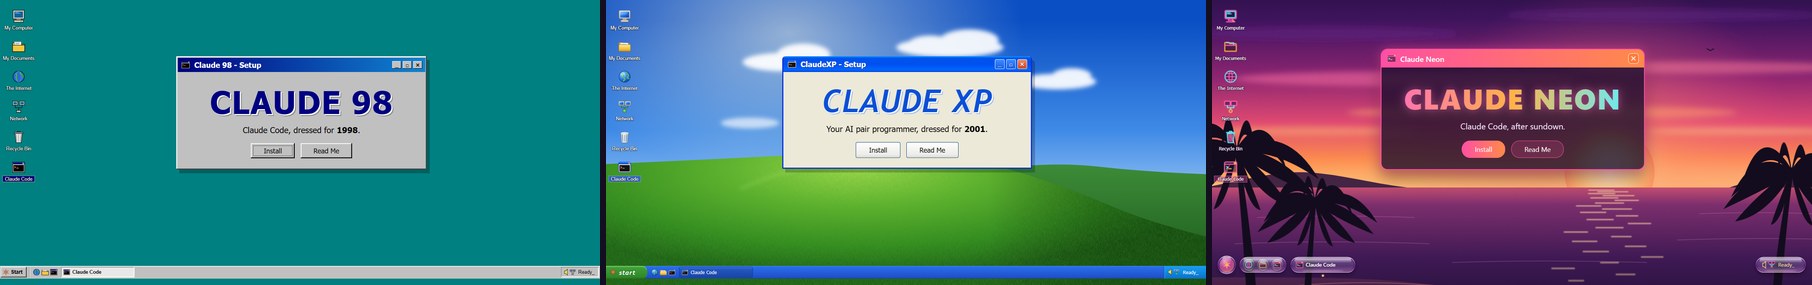 My Computer
My Documents
The Internet
Network
Recycle Bin
Claude Code
Claude 98 - Setup
CLAUDE 98
Claude Code, dressed for 1998.
Install
Read Me
Start
Claude Code
Ready_
My Computer
My Documents
The Internet
Network
Recycle Bin
Claude Code
ClaudeXP - Setup
CLAUDE XP
Your AI pair programmer, dressed for 2001.
Install
Read Me
start
Claude Code
Ready_
My Computer
My Documents
The Internet
Network
Recycle Bin
Claude Code
Claude Neon
CLAUDE NEON
Claude Code, after sundown.
Install
Read Me
Claude Code
Ready_